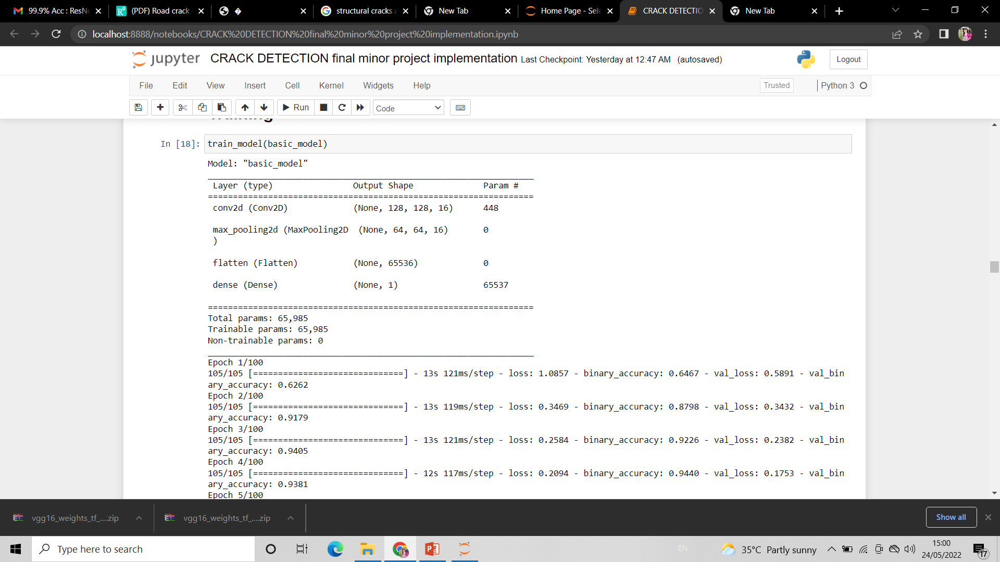 99.9% Acc : ResNe
(PDF) Road crack
�
structural cracks a
New Tab
Home Page - Sele
CRACK DETECTIO
New Tab
localhost:8888/notebooks/CRACK%20DETECTION%20final%20minor%20project%20implementation.ipynb
jupyter CRACK DETECTION final minor project implementation Last Checkpoint: Yesterday at 12:47 AM (autosaved)
Logout
File Edit View Insert Cell Kernel Widgets Help
Trusted
Python 3
Run
Code
Training
In [18]: train_model(basic_model)
Model: "basic_model"
_________________________________________________________________
Layer (type) Output Shape Param #
=================================================================
conv2d (Conv2D) (None, 128, 128, 16) 448
max_pooling2d (MaxPooling2D (None, 64, 64, 16) 0
)
flatten (Flatten) (None, 65536) 0
dense (Dense) (None, 1) 65537
=================================================================
Total params: 65,985
Trainable params: 65,985
Non-trainable params: 0
_________________________________________________________________
Epoch 1/100
105/105 [==============================] - 13s 121ms/step - loss: 1.0857 - binary_accuracy: 0.6467 - val_loss: 0.5891 - val_bin
ary_accuracy: 0.6262
Epoch 2/100
105/105 [==============================] - 13s 119ms/step - loss: 0.3469 - binary_accuracy: 0.8798 - val_loss: 0.3432 - val_bin
ary_accuracy: 0.9179
Epoch 3/100
105/105 [==============================] - 13s 121ms/step - loss: 0.2584 - binary_accuracy: 0.9226 - val_loss: 0.2382 - val_bin
ary_accuracy: 0.9405
Epoch 4/100
105/105 [==============================] - 12s 117ms/step - loss: 0.2094 - binary_accuracy: 0.9440 - val_loss: 0.1753 - val_bin
ary_accuracy: 0.9381
Epoch 5/100
vgg16_weights_tf_....zip
vgg16_weights_tf_....zip
Show all
Type here to search
EN
35°C Partly sunny
15:00
24/05/2022
17